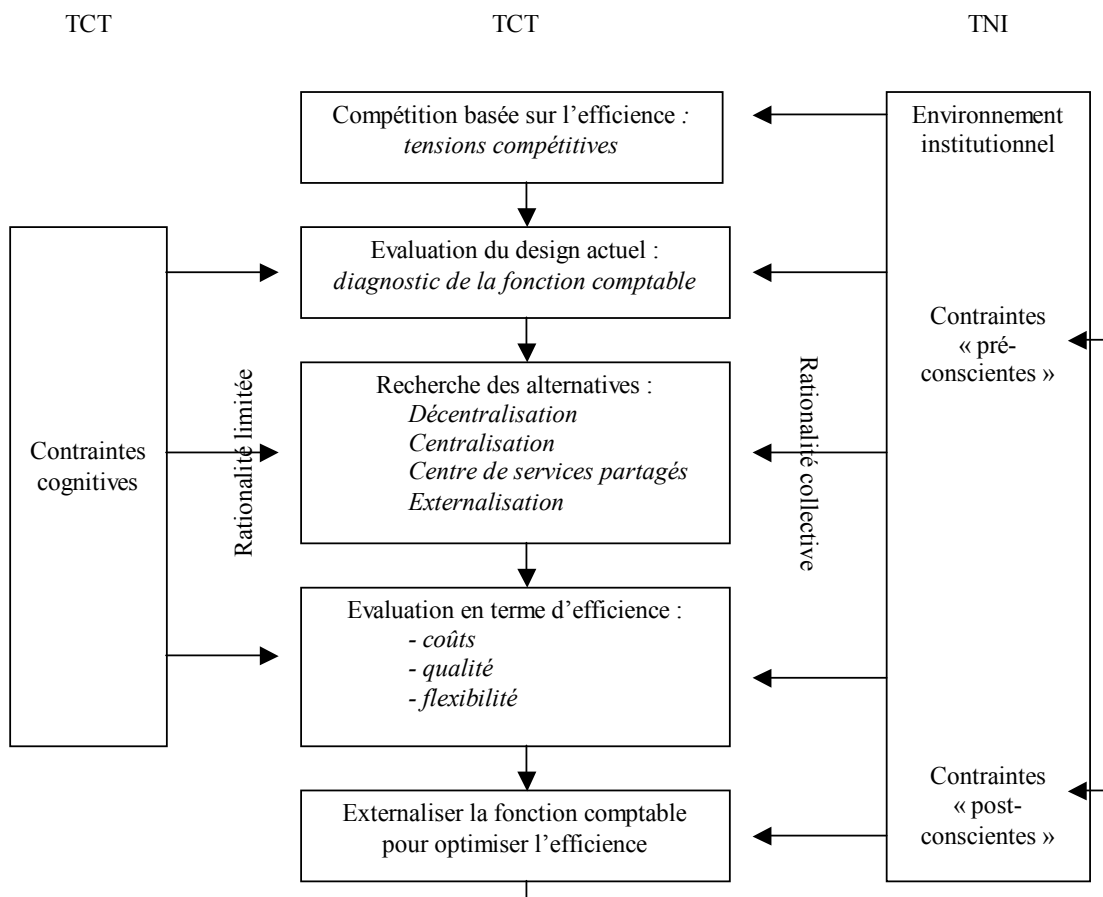 TCT
TCT
TNI
Compétition basée sur l’efficience :
tensions compétitives
Evaluation du design actuel :
diagnostic de la fonction comptable
Recherche des alternatives :
Décentralisation
Centralisation
Centre de services partagés
Externalisation
Evaluation en terme d’efficience :
- coûts
- qualité
- flexibilité
Externaliser la fonction comptable
pour optimiser l’efficience
Contraintes
cognitives
Rationalité limitée
Rationalité collective
Environnement
institutionnel
Contraintes
« pré-
conscientes »
Contraintes
« post-
conscientes »